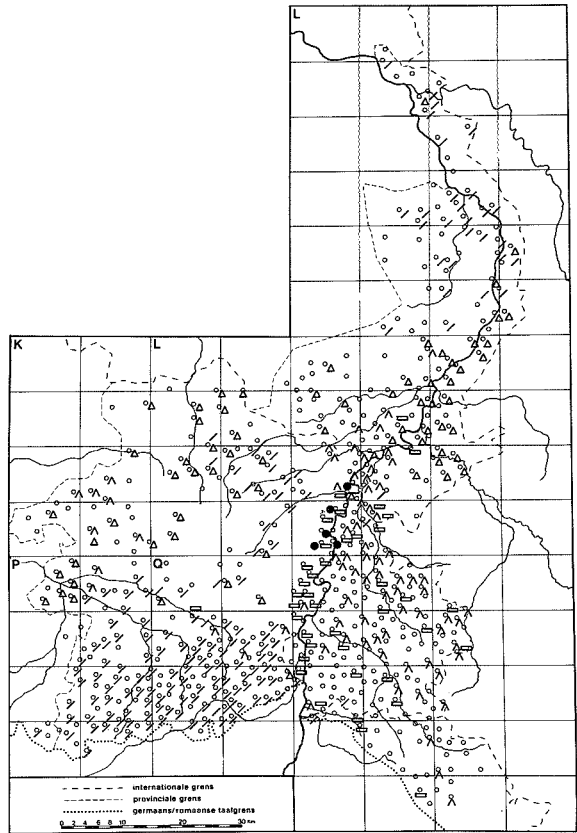 L
K
L
P
Q
internationale grens
provinciale grens
germaans/romaanse taalgrens
0 2 4 6 8 10 20 30 Km